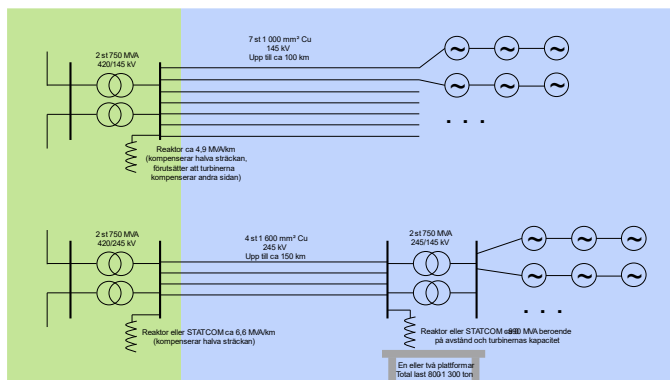 2 st 750 MVA
420/145 kV
7 st 1 000 mm² Cu
145 kV
Upp till ca 100 km
. . .
Reaktor ca 4,9 MVA/km
(kompenserar halva sträckan,
förutsätter att turbinerna
kompenserar andra sidan)
2 st 750 MVA
420/245 kV
4 st 1 600 mm² Cu
245 kV
Upp till ca 150 km
2 st 750 MVA
245/145 kV
. . .
Reaktor eller STATCOM ca 6,6 MVA/km
(kompenserar halva sträckan)
Reaktor eller STATCOM MVA beroende
på avstånd och turbinernas kapacitet
En eller två plattformar
Total last 800-1 300 ton